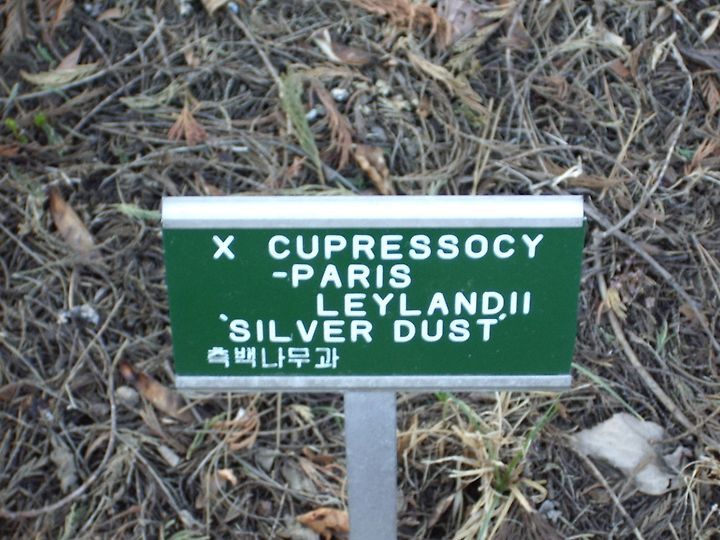 X CUPRESSOCY
-PARIS
LEYLANDII
'SILVER DUST'
측백나무과